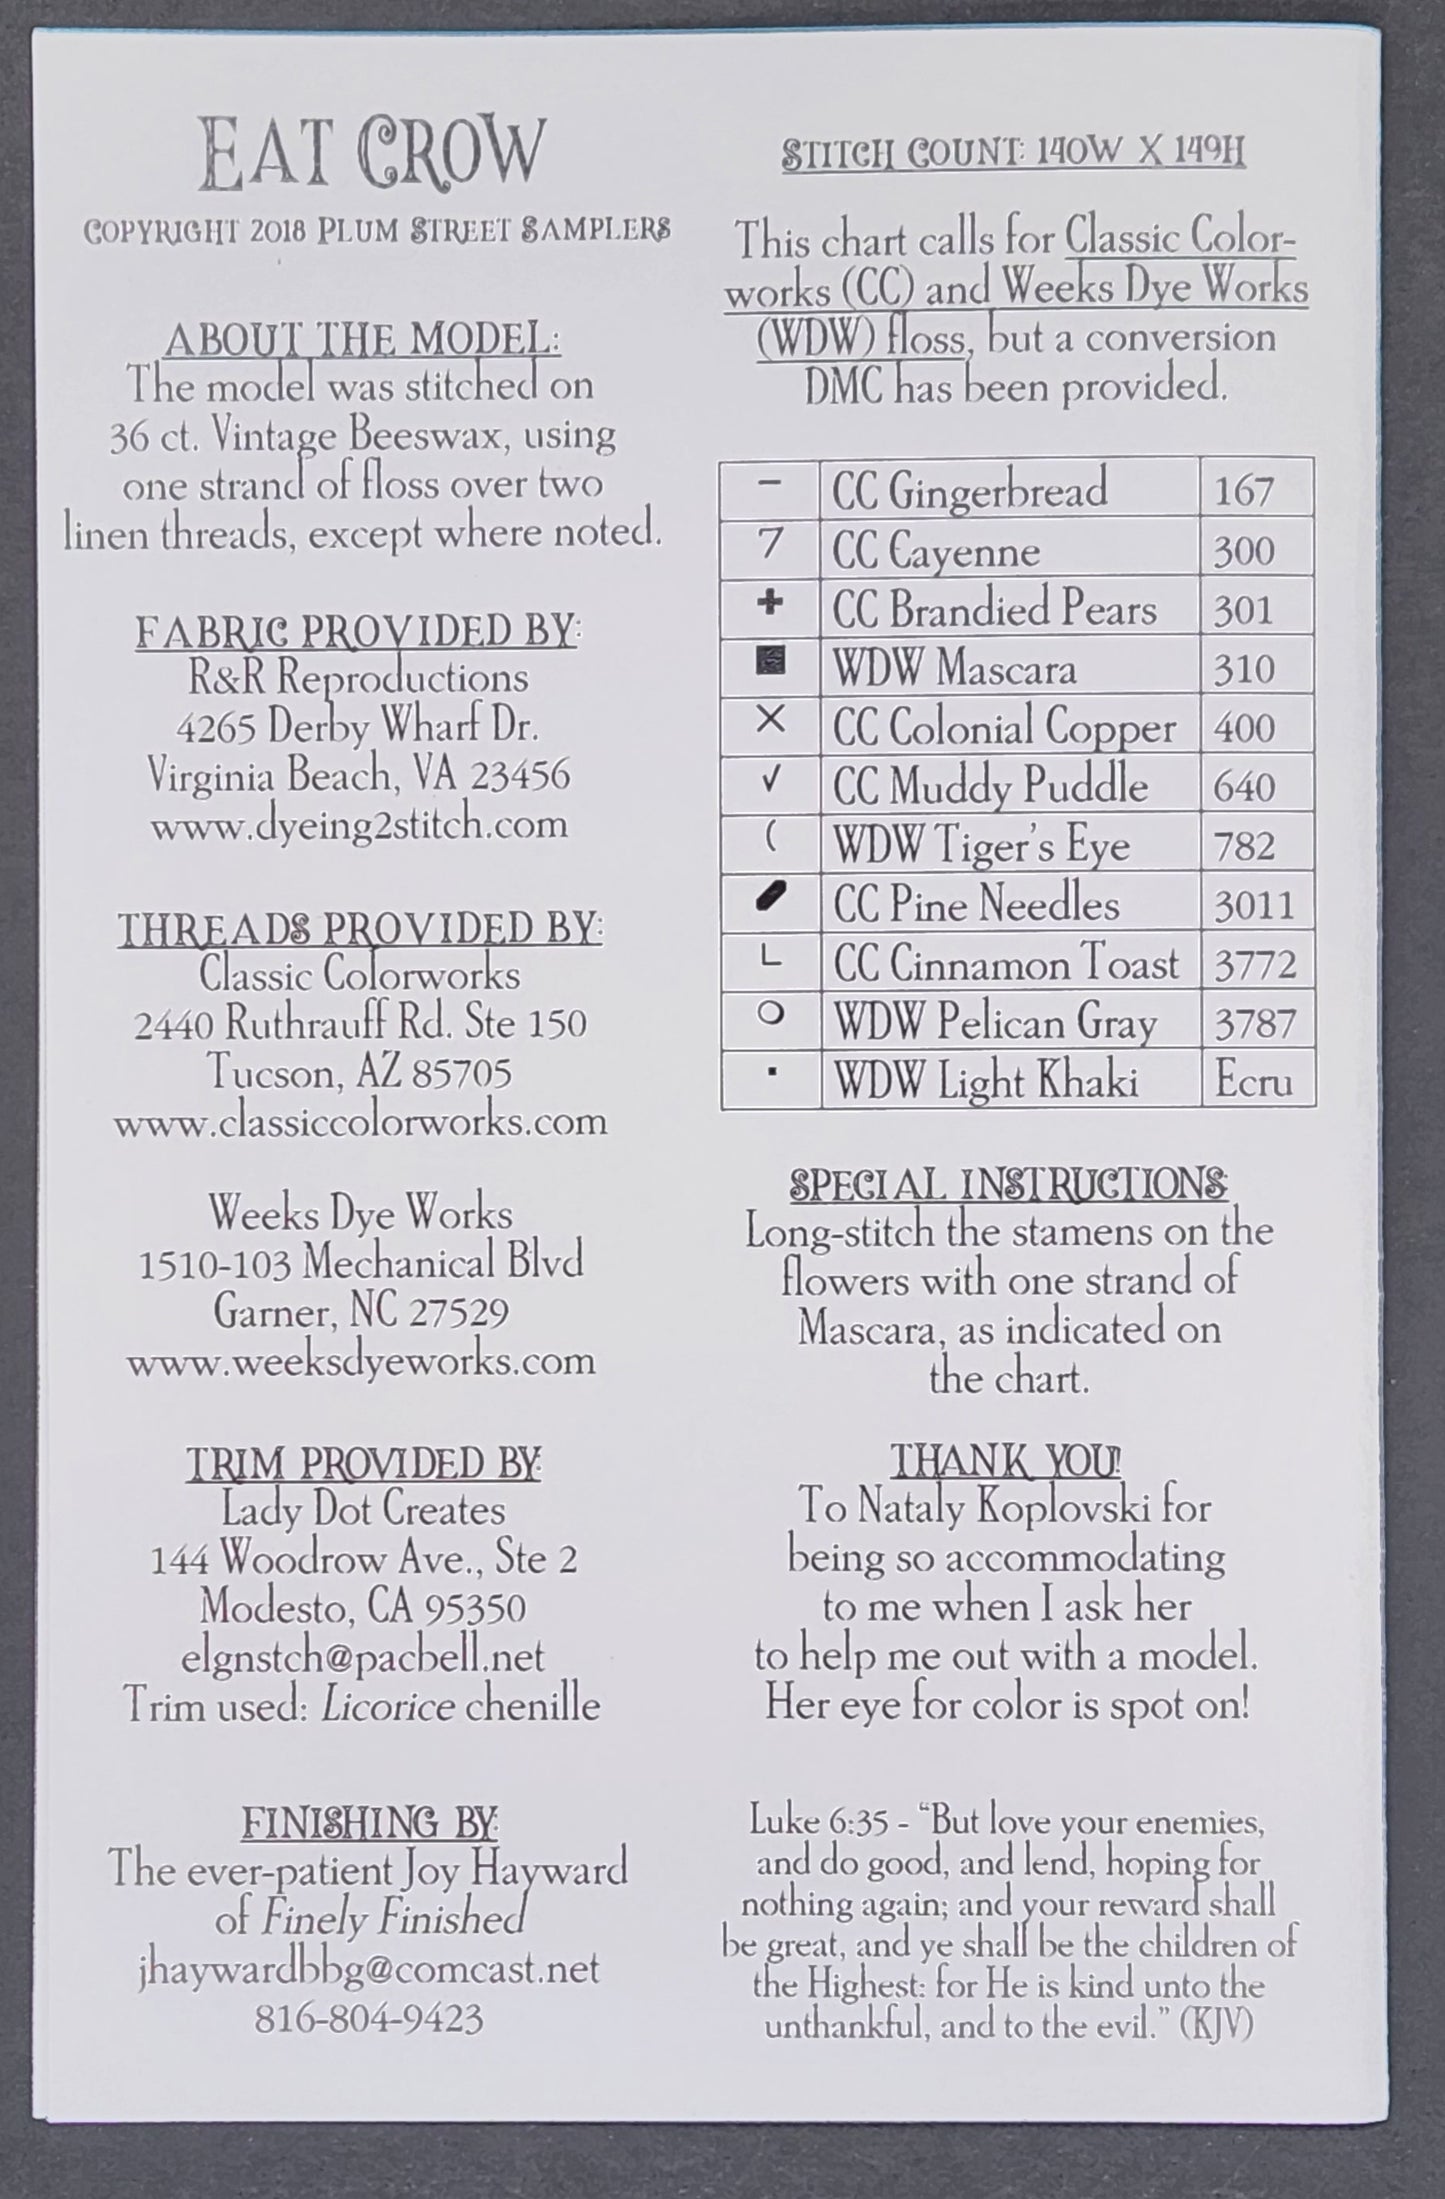 EAT CROW
COPYRIGHT 2018 PLUM STREET SAMPLERS
ABOUT THE MODEL:
The model was stitched on
36 ct. Vintage Beeswax, using
one strand of floss over two
linen threads, except where noted.
FABRIC PROVIDED BY:
R&R Reproductions
4265 Derby Wharf Dr.
Virginia Beach, VA 23456
www.dyeing2stitch.com
THREADS PROVIDED BY:
Classic Colorworks
2440 Ruthrauff Rd. Ste 150
Tucson, AZ 85705
www.classiccolorworks.com
Weeks Dye Works
1510-103 Mechanical Blvd
Garner, NC 27529
www.weeksdyeworks.com
TRIM PROVIDED BY:
Lady Dot Creates
144 Woodrow Ave., Ste 2
Modesto, CA 95350
elgnstch@pacbell.net
Trim used: Licorice chenille
FINISHING BY:
The ever-patient Joy Hayward
of Finely Finished
jhaywardbbg@comcast.net
816-804-9423
STITCH COUNT: 140W X 149H
This chart calls for Classic Color-
works (CC) and Weeks Dye Works
(WDW) floss, but a conversion
DMC has been provided.
− CC Gingerbread 167
7 CC Cayenne 300
+ CC Brandied Pears 301
■ WDW Mascara 310
× CC Colonial Copper 400
√ CC Muddy Puddle 640
( WDW Tiger's Eye 782
CC Pine Needles 3011
L CC Cinnamon Toast 3772
O WDW Pelican Gray 3787
▪ WDW Light Khaki Ecru
SPECIAL INSTRUCTIONS:
Long-stitch the stamens on the
flowers with one strand of
Mascara, as indicated on
the chart.
THANK YOU!
To Nataly Koplovski for
being so accommodating
to me when I ask her
to help me out with a model.
Her eye for color is spot on!
Luke 6:35 - "But love your enemies,
and do good, and lend, hoping for
nothing again; and your reward shall
be great, and ye shall be the children of
the Highest: for He is kind unto the
unthankful, and to the evil." (KJV)